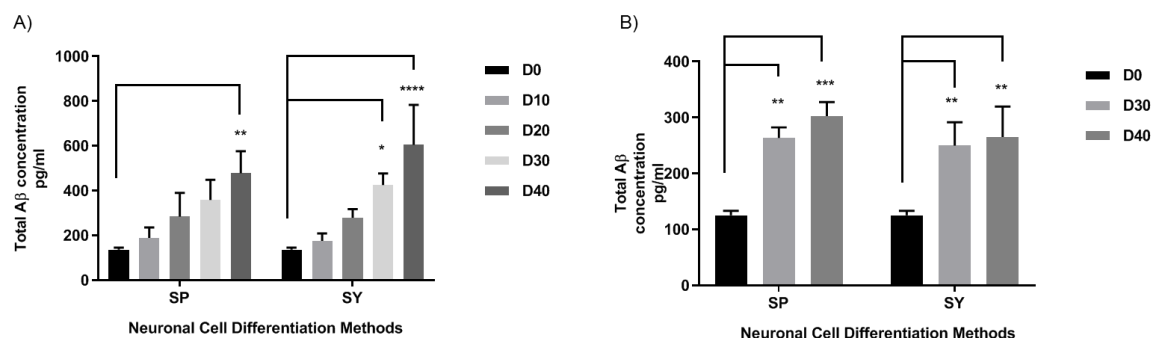 A)
1000
800
600
400
200
0
Total Aβ concentration
pg/ml
**
*
****
SP
SY
Neuronal Cell Differentiation Methods
D0
D10
D20
D30
D40
B)
400
300
200
100
0
Total Aβ
concentration
pg/ml
**
***
**
**
SP
SY
Neuronal Cell Differentiation Methods
D0
D30
D40